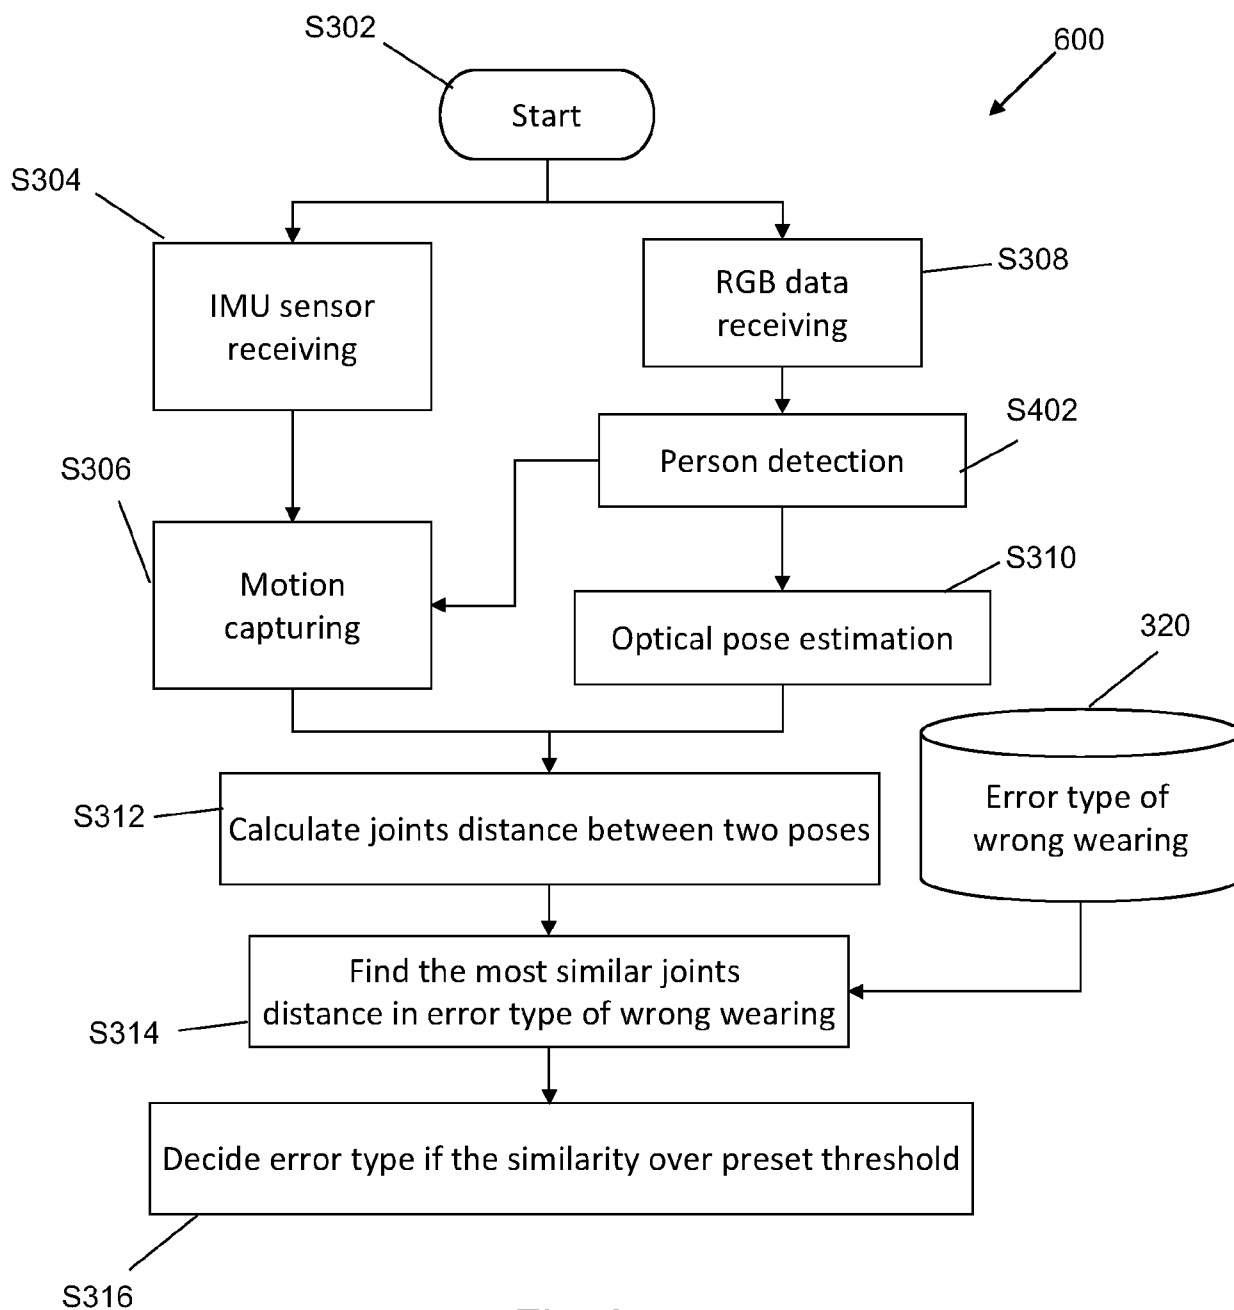 S302
600
Start
S304
IMU sensor
receiving
RGB data
receiving
S308
S402
Person detection
S306
Motion
capturing
S310
Optical pose estimation
320
Error type of
wrong wearing
S312
Calculate joints distance between two poses
Find the most similar joints
distance in error type of wrong wearing
S314
Decide error type if the similarity over preset threshold
S316